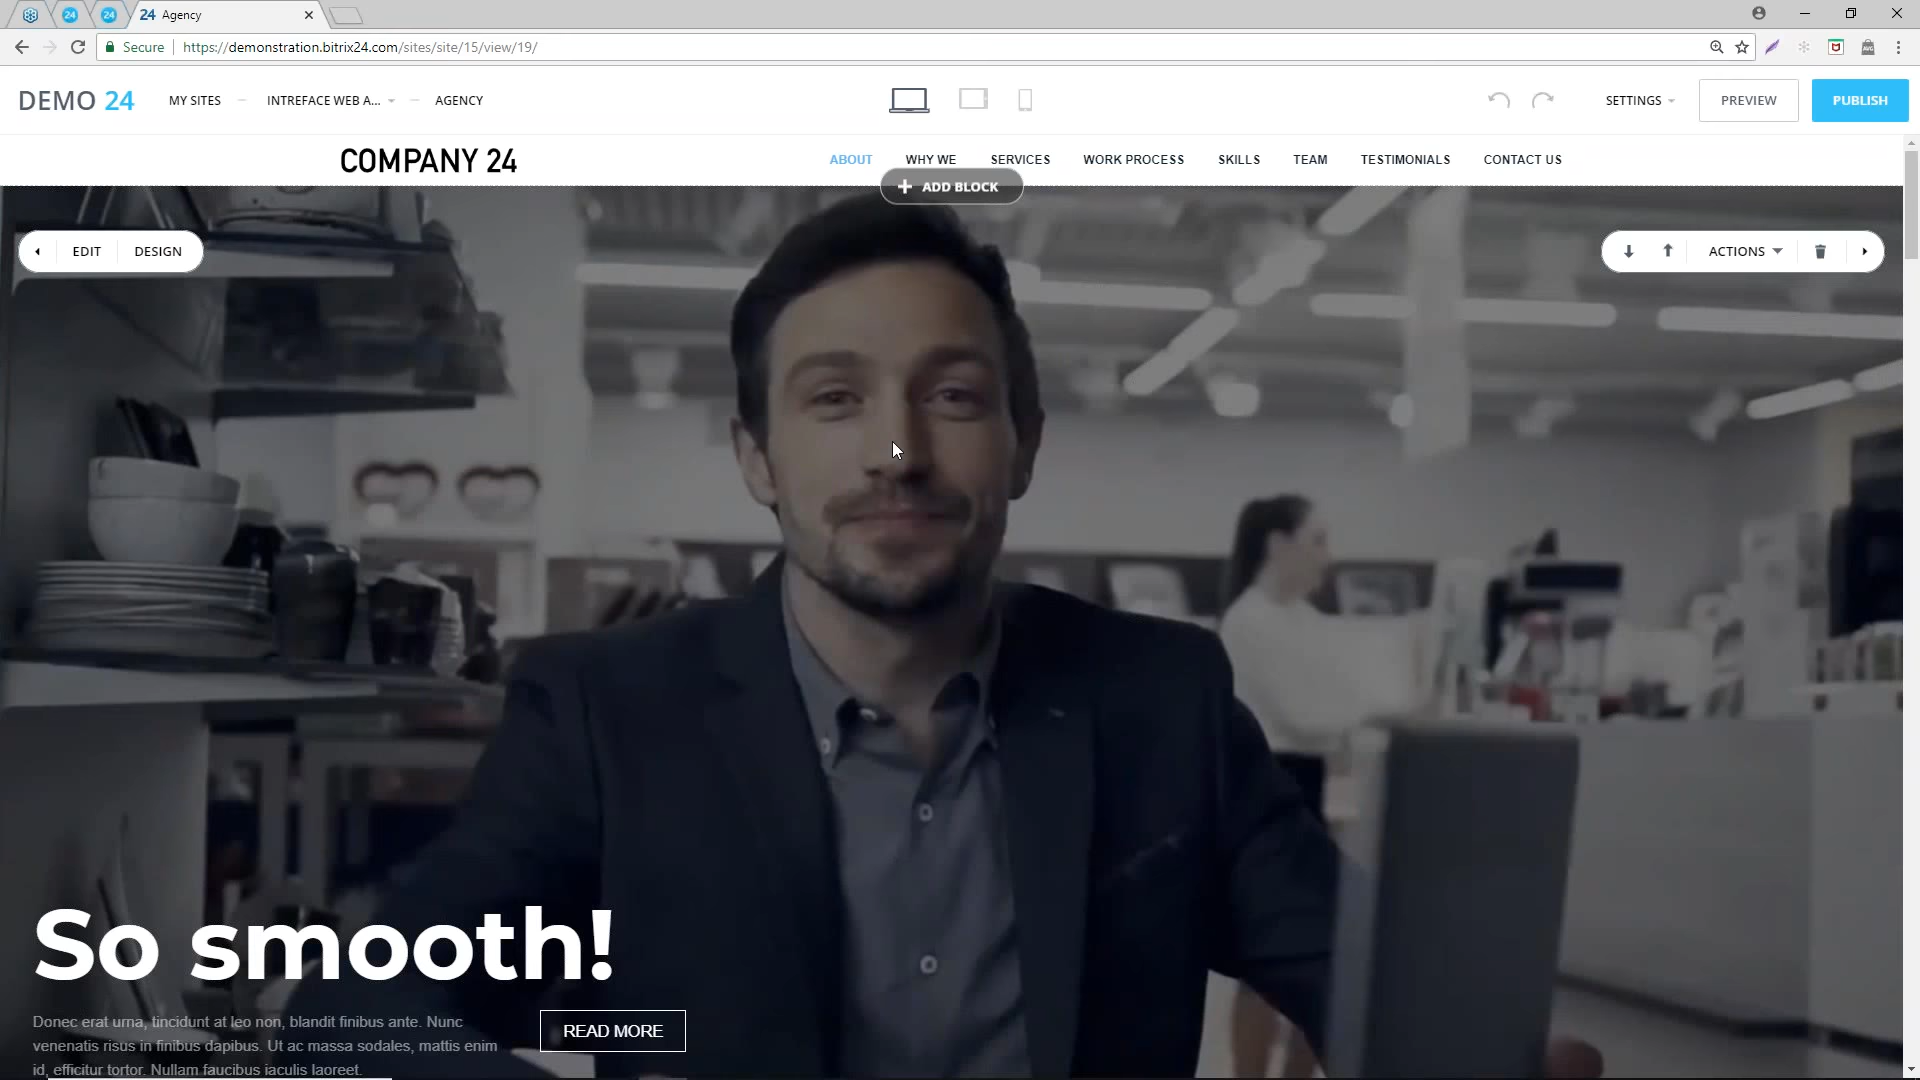 24 Agency
Secure https://demonstration.bitrix24.com/sites/site/15/view/19/
DEMO 24 MY SITES INTREFACE WEB A... AGENCY SETTINGS PREVIEW PUBLISH
COMPANY 24 ABOUT WHY WE SERVICES WORK PROCESS SKILLS TEAM TESTIMONIALS CONTACT US
+ ADD BLOCK
EDIT DESIGN ACTIONS
So smooth!
Donec erat urna, tincidunt at leo non, blandit finibus ante. Nunc
venenatis risus in finibus dapibus. Ut ac massa sodales, mattis enim
id, efficitur tortor. Nullam faucibus iaculis laoreet.
READ MORE